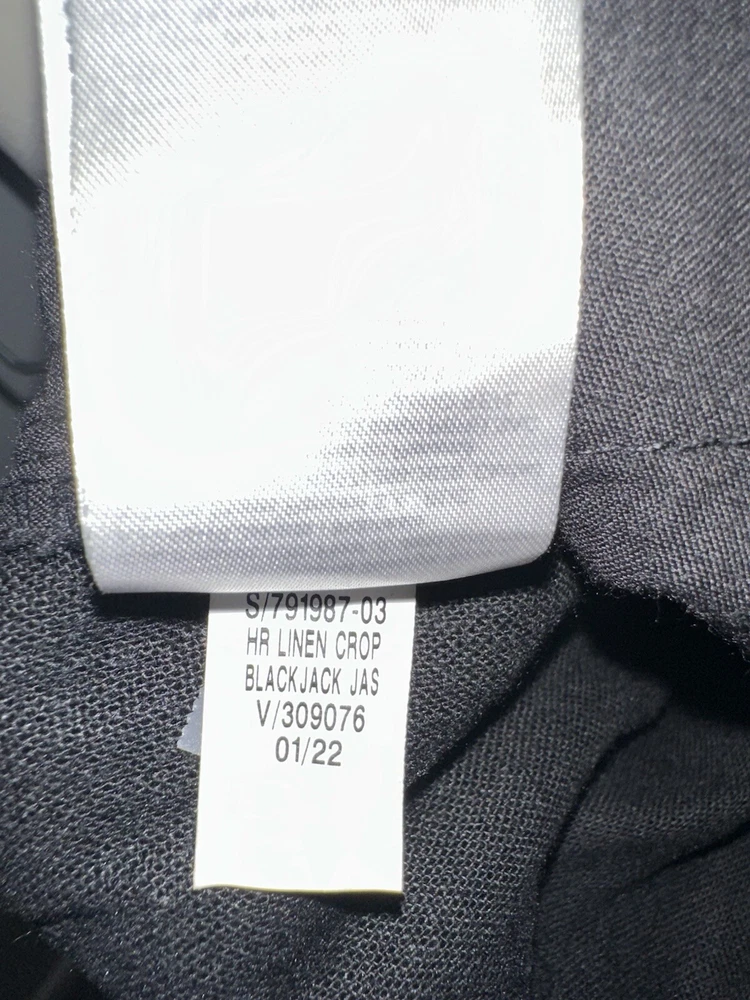 S/791987-03
HR LINEN CROP
BLACKJACK JAS
V/309076
01/22